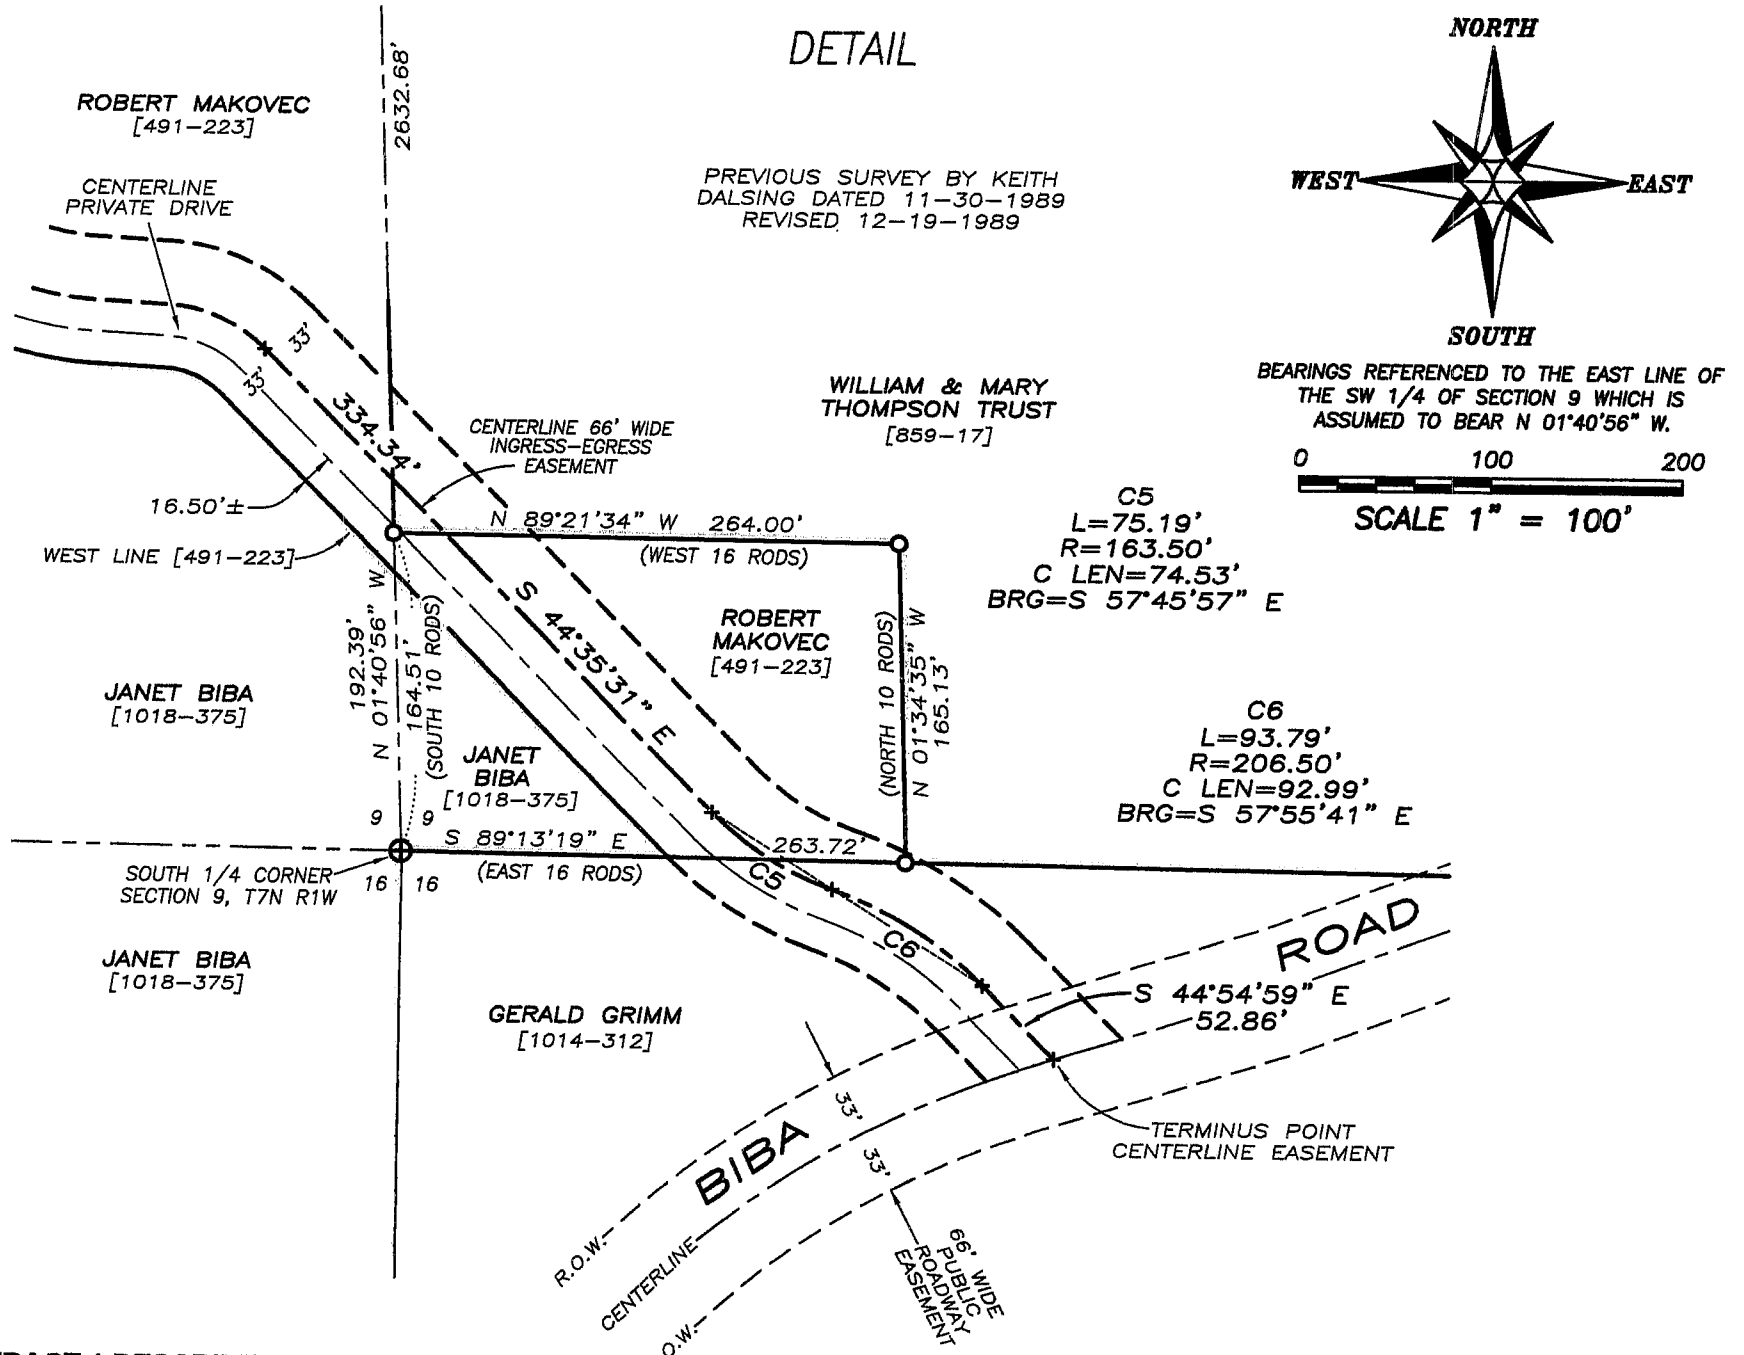 DETAIL
NORTH
WEST
EAST
SOUTH
BEARINGS REFERENCED TO THE EAST LINE OF
THE SW 1/4 OF SECTION 9 WHICH IS
ASSUMED TO BEAR N 01°40'56" W.
0 100 200
SCALE 1" = 100'
ROBERT MAKOVEC
[491-223]
2632.68'
CENTERLINE
PRIVATE DRIVE
PREVIOUS SURVEY BY KEITH
DALSING DATED 11-30-1989
REVISED 12-19-1989
33'
33'
334.34'
CENTERLINE 66' WIDE
INGRESS-EGRESS
EASEMENT
WILLIAM & MARY
THOMPSON TRUST
[859-17]
16.50'±
WEST LINE [491-223]
N 89°21'34" W 264.00'
(WEST 16 RODS)
C5
L=75.19'
R=163.50'
C LEN=74.53'
BRG=S 57°45'57" E
S 44°35'31" E
ROBERT
MAKOVEC
[491-223]
(NORTH 10 RODS)
N 01°34'35" W
165.13'
192.39'
N 01°40'56" W
164.51'
(SOUTH 10 RODS)
JANET BIBA
[1018-375]
JANET
BIBA
[1018-375]
C6
L=93.79'
R=206.50'
C LEN=92.99'
BRG=S 57°55'41" E
9 9
S 89°13'19" E
263.72'
(EAST 16 RODS)
SOUTH 1/4 CORNER
SECTION 9, T7N R1W
16 16
C5
C6
JANET BIBA
[1018-375]
GERALD GRIMM
[1014-312]
ROAD
S 44°54'59" E
52.86'
33'
33'
BIBA
TERMINUS POINT
CENTERLINE EASEMENT
R.O.W.
CENTERLINE
O.W.
66' WIDE
PUBLIC
ROADWAY
EASEMENT